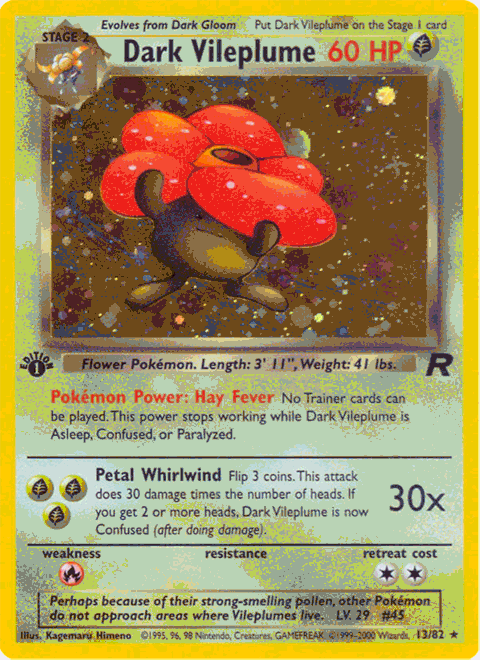 Evolves from Dark Gloom Put Dark Vileplume on the Stage 1 card
STAGE 2
Dark Vileplume 60 HP
EDITION
1
R
Flower Pokémon. Length: 3' 11", Weight: 41 lbs.
Pokémon Power: Hay Fever No Trainer cards can
be played. This power stops working while Dark Vileplume is
Asleep, Confused, or Paralyzed.
Petal Whirlwind Flip 3 coins. This attack
does 30 damage times the number of heads. If
you get 2 or more heads, Dark Vileplume is now
Confused (after doing damage).
30x
weakness resistance retreat cost
Perhaps because of their strong-smelling pollen, other Pokémon
do not approach areas where Vileplumes live. LV. 29 #45
Illus. Kagemaru Himeno ©1995, 96, 98 Nintendo, Creatures, GAMEFREAK ©1999-2000 Wizards. 13/82 ★